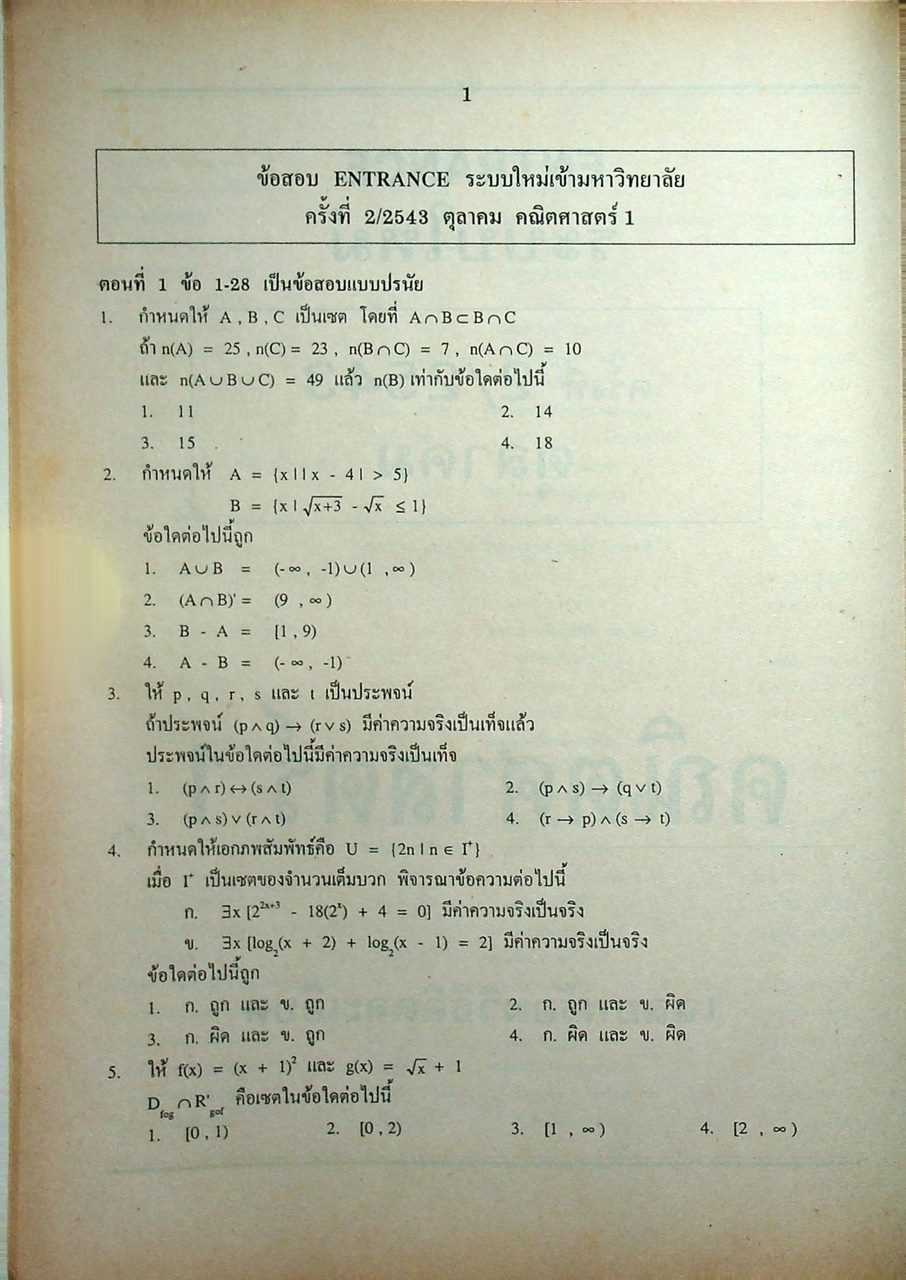 1
ข้อสอบ ENTRANCE ระบบใหม่เข้ามหาวิทยาลัย
ครั้งที่ 2/2543 ตุลาคม คณิตศาสตร์ 1
ตอนที่ 1 ข้อ 1-28 เป็นข้อสอบแบบปรนัย
1. กำหนดให้ A , B , C เป็นเซต โดยที่ A∩B⊂B∩C
ถ้า n(A) = 25 , n(C) = 23 , n(B∩C) = 7 , n(A∩C) = 10
และ n(A∪B∪C) = 49 แล้ว n(B) เท่ากับข้อใดต่อไปนี้
1. 11 2. 14
3. 15 4. 18
2. กำหนดให้ A = {x | |x - 4| > 5}
B = {x | √(x+3) - √x ≤ 1}
ข้อใดต่อไปนี้ถูก
1. A∪B = (-∞ , -1)∪(1 ,∞)
2. (A∩B)' = (9 , ∞)
3. B - A = [1 , 9)
4. A - B = (-∞ , -1)
3. ให้ p , q , r , s และ t เป็นประพจน์
ถ้าประพจน์ (p∧q) → (r∨s) มีค่าความจริงเป็นเท็จแล้ว
ประพจน์ในข้อใดต่อไปนี้มีค่าความจริงเป็นเท็จ
1. (p∧r)↔(s∧t) 2. (p∧s) → (q∨t)
3. (p∧s)∨(r∧t) 4. (r → p)∧(s → t)
4. กำหนดให้เอกภพสัมพัทธ์คือ U = {2n | n ∈ I⁺}
เมื่อ I⁺ เป็นเซตของจำนวนเต็มบวก พิจารณาข้อความต่อไปนี้
ก. ∃x [2²ˣ⁺³ - 18(2ˣ) + 4 = 0] มีค่าความจริงเป็นจริง
ข. ∃x [log₂(x + 2) + log₂(x - 1) = 2] มีค่าความจริงเป็นจริง
ข้อใดต่อไปนี้ถูก
1. ก. ถูก และ ข. ถูก 2. ก. ถูก และ ข. ผิด
3. ก. ผิด และ ข. ถูก 4. ก. ผิด และ ข. ผิด
5. ให้ f(x) = (x + 1)² และ g(x) = √x + 1
D_fog ∩ R'_gof คือเซตในข้อใดต่อไปนี้
1. [0 , 1) 2. [0 , 2) 3. [1 , ∞) 4. [2 , ∞)